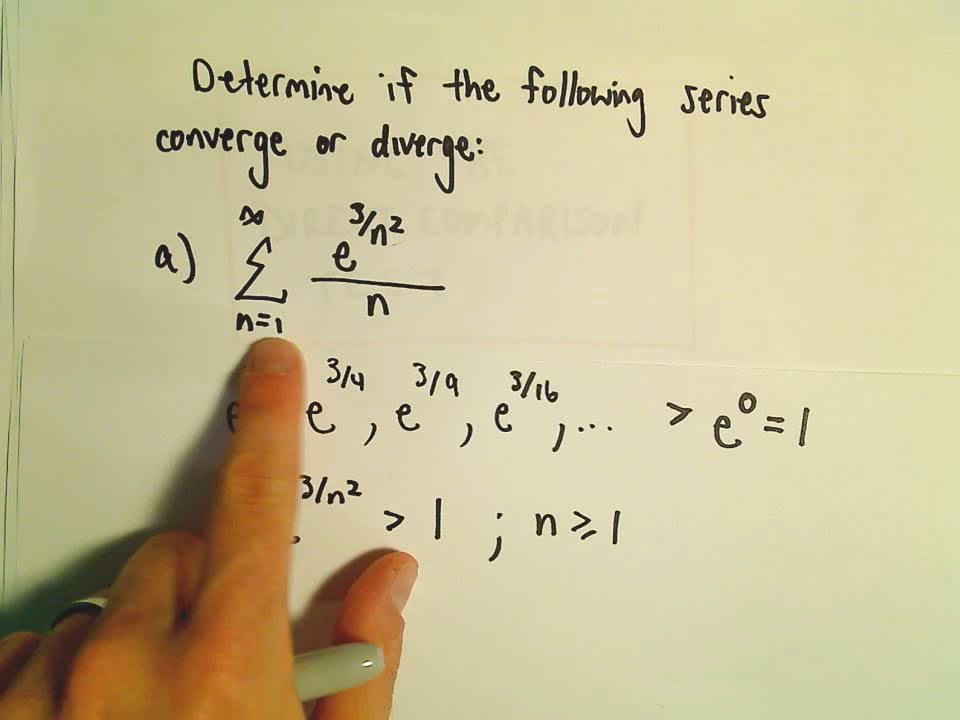 Determine if the following series
converge or diverge:
a) ∞ Σ n=1 e^3/n² / n
e^3/4 , e^3/9 , e^3/16 , ... > e^0 = 1
3/n² > 1 ; n ≥ 1